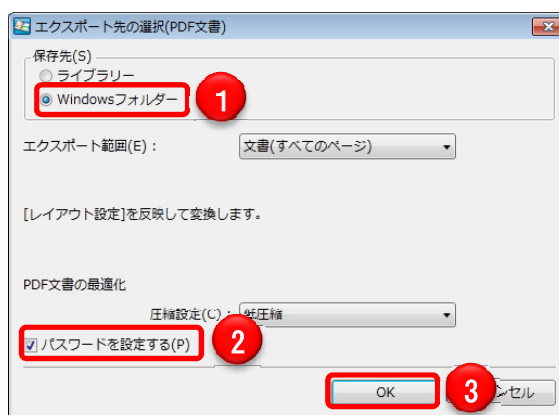 エクスポート先の選択(PDF文書)
保存先(S)
ライブラリー
Windowsフォルダー
1
エクスポート範囲(E):
文書(すべてのページ)
[レイアウト設定]を反映して変換します。
PDF文書の最適化
圧縮設定(C): 低圧縮
パスワードを設定する(P)
2
OK
3
ンセル